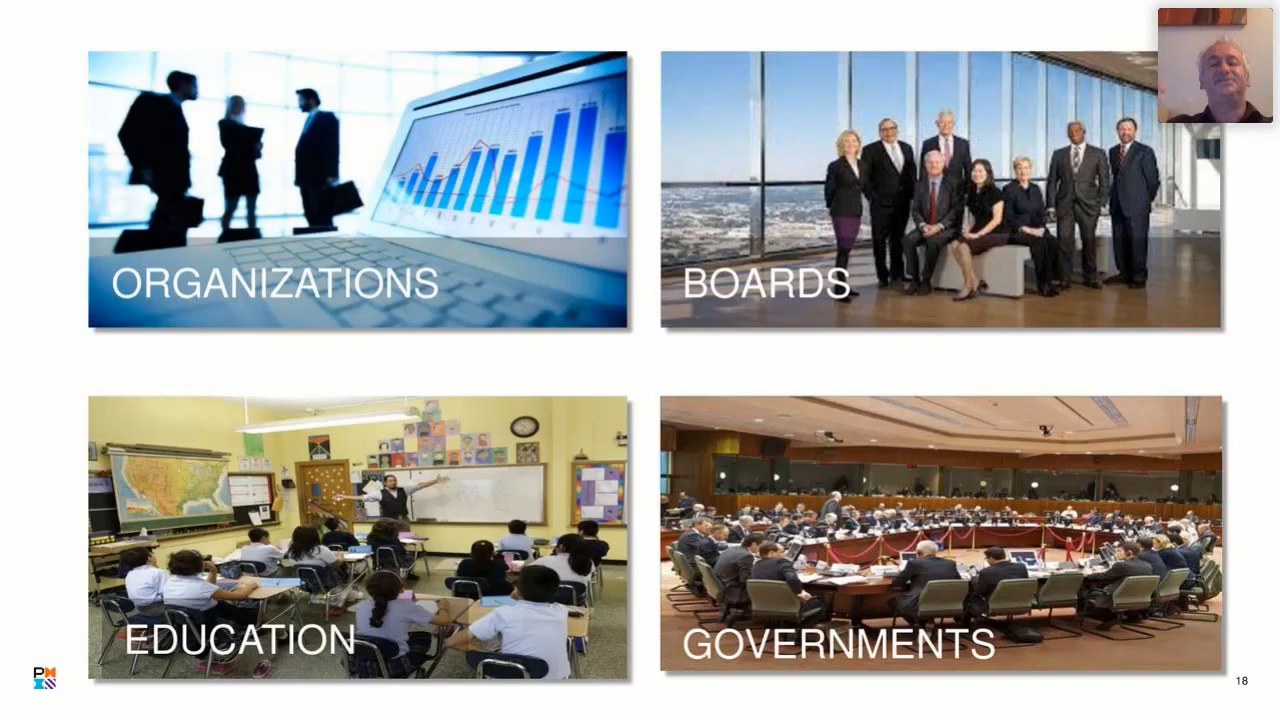 ORGANIZATIONS
BOARDS
EDUCATION
GOVERNMENTS
18